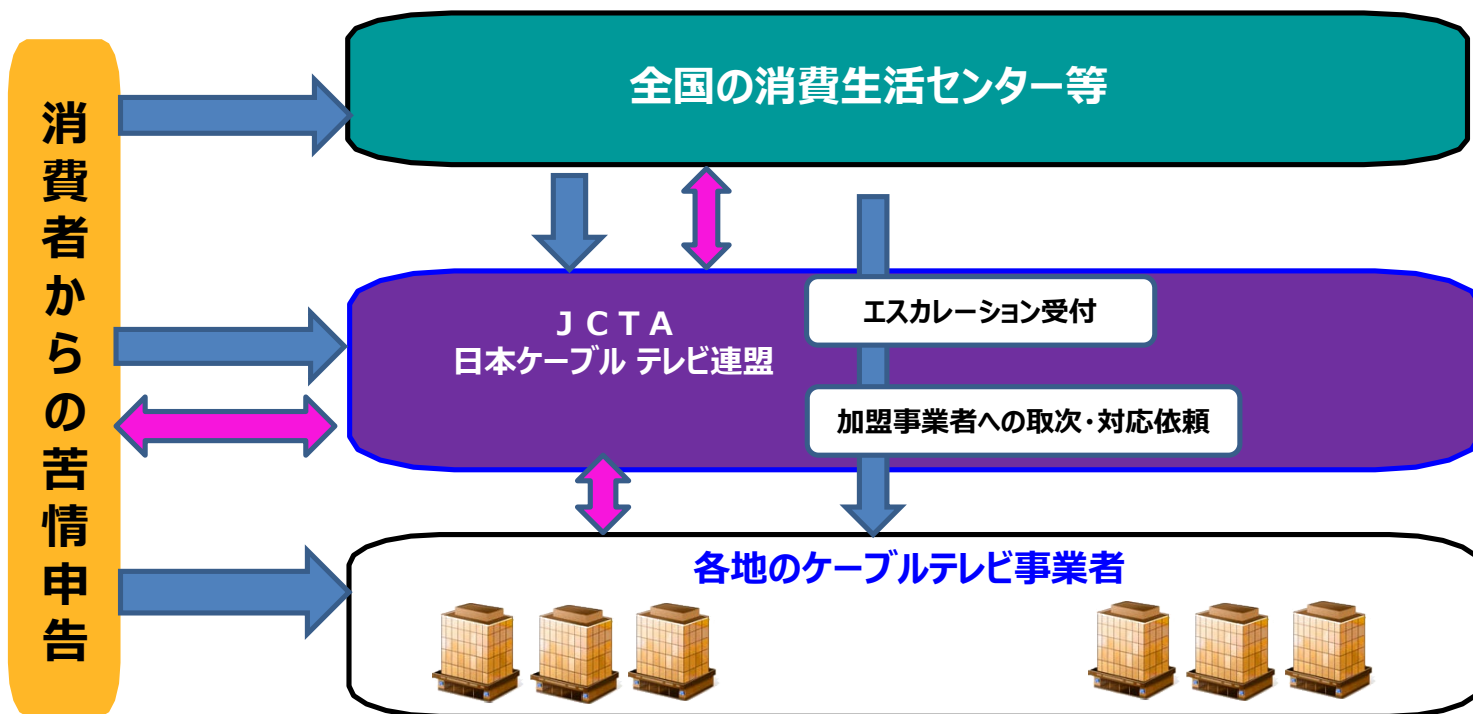 消費者からの苦情申告
全国の消費生活センター等
ＪＣＴＡ
日本ケーブル テレビ連盟
エスカレーション受付
加盟事業者への取次・対応依頼
各地のケーブルテレビ事業者